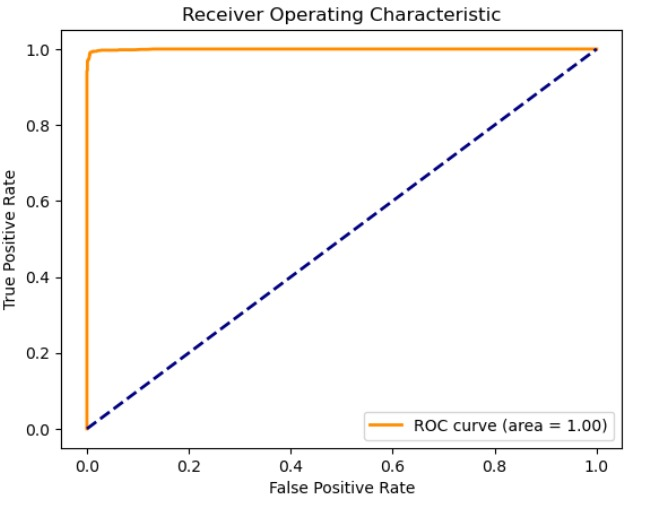 Receiver Operating Characteristic
1.0
0.8
0.6
0.4
0.2
0.0
True Positive Rate
ROC curve (area = 1.00)
0.0 0.2 0.4 0.6 0.8 1.0
False Positive Rate